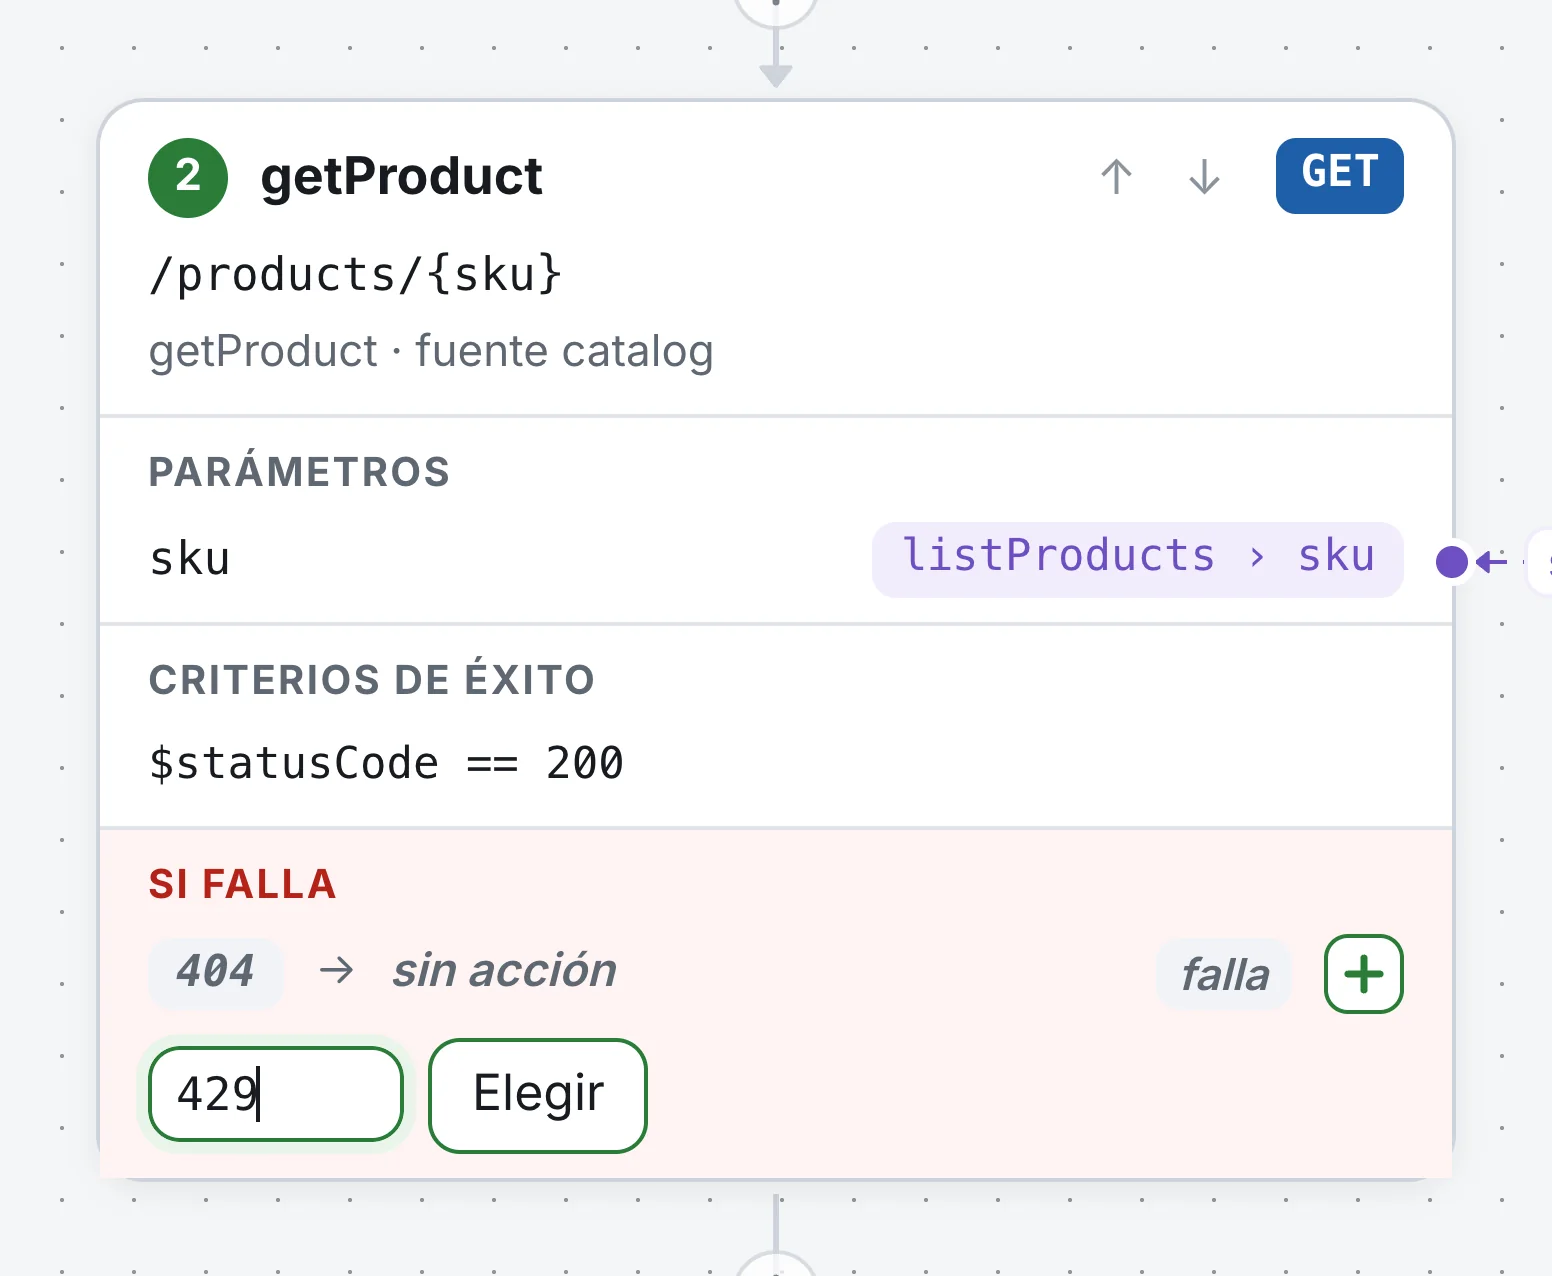 2 getProduct ↑ ↓ GET
/products/{sku}
getProduct · fuente catalog
PARÁMETROS
sku listProducts › sku
CRITERIOS DE ÉXITO
$statusCode == 200
SI FALLA
404 → sin acción falla +
429 Elegir